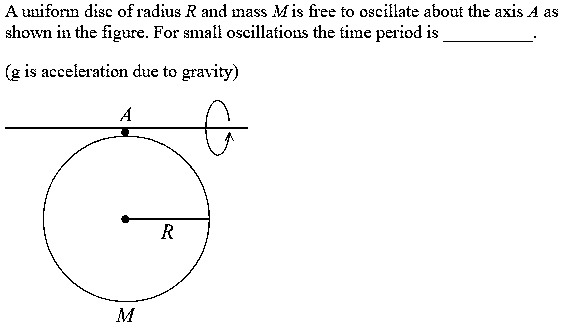 A uniform disc of radius R and mass M is free to oscillate about the axis A as
shown in the figure. For small oscillations the time period is __________.
(g is acceleration due to gravity)
A
R
M